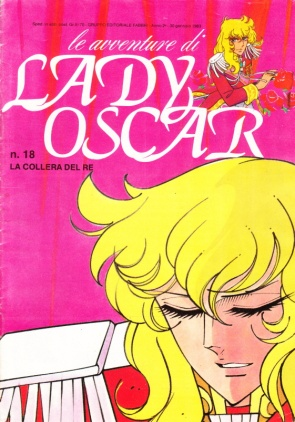 le avventure di
LADY
OSCAR
n. 18
LA COLLERA DEL RE